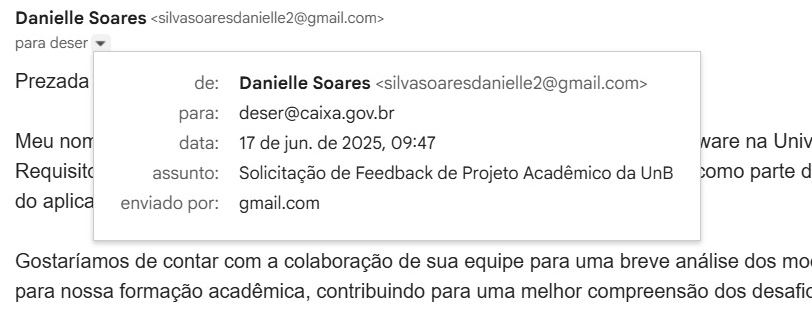 Danielle Soares <silvasoaresdanielle2@gmail.com>
para deser
Prezada
de: Danielle Soares <silvasoaresdanielle2@gmail.com>
para: deser@caixa.gov.br
data: 17 de jun. de 2025, 09:47
assunto: Solicitação de Feedback de Projeto Acadêmico da UnB
enviado por: gmail.com
Meu nom ware na Univ
Requisito como parte d
do aplica
Gostaríamos de contar com a colaboração de sua equipe para uma breve análise dos mo
para nossa formação acadêmica, contribuindo para uma melhor compreensão dos desafio